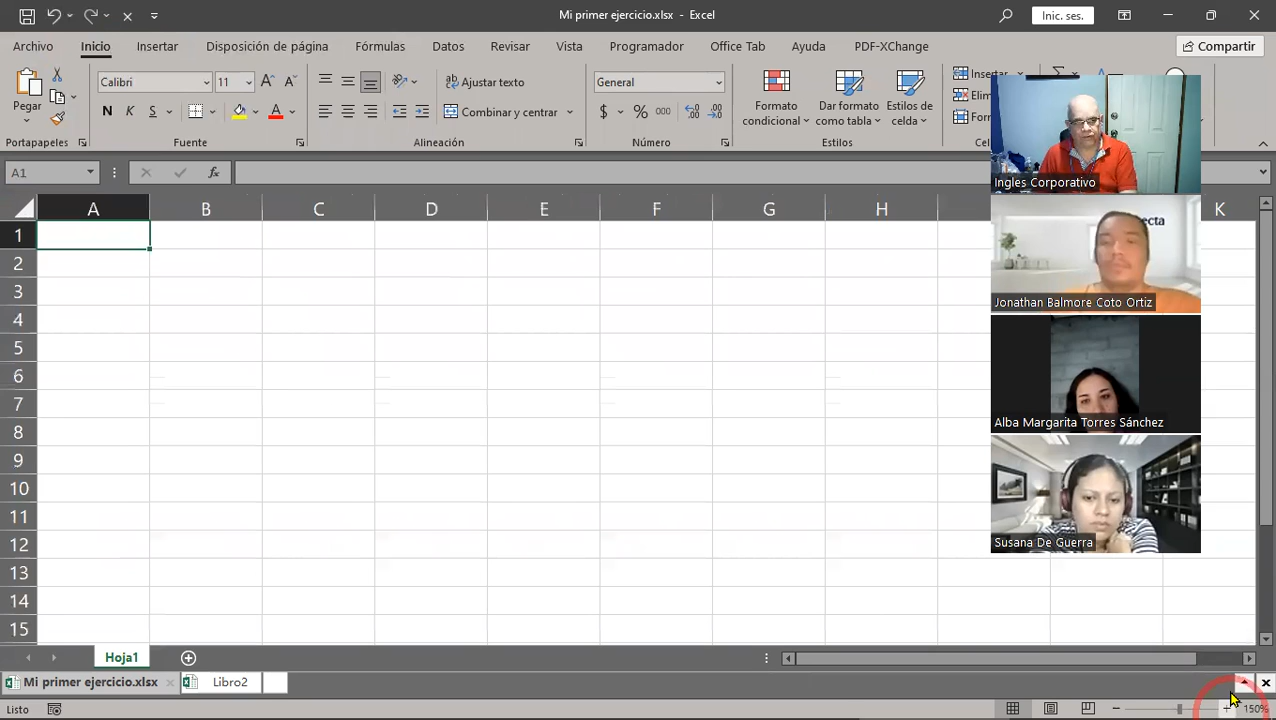 Mi primer ejercicio.xlsx - Excel
Inic. ses.
Archivo Inicio Insertar Disposición de página Fórmulas Datos Revisar Vista Programador Office Tab Ayuda PDF-XChange Compartir
Pegar
Calibri 11
N K S
Ajustar texto
Combinar y centrar
General
$ % 000
Formato condicional
Dar formato como tabla
Estilos de celda
Insertar
Portapapeles Fuente Alineación Número Estilos
A1 fx
A B C D E F G H K
1
2
3
4
5
6
7
8
9
10
11
12
13
14
15
Ingles Corporativo
Jonathan Balmore Coto Ortiz
Alba Margarita Torres Sánchez
Susana De Guerra
Hoja1
Mi primer ejercicio.xlsx Libro2
Listo 150%